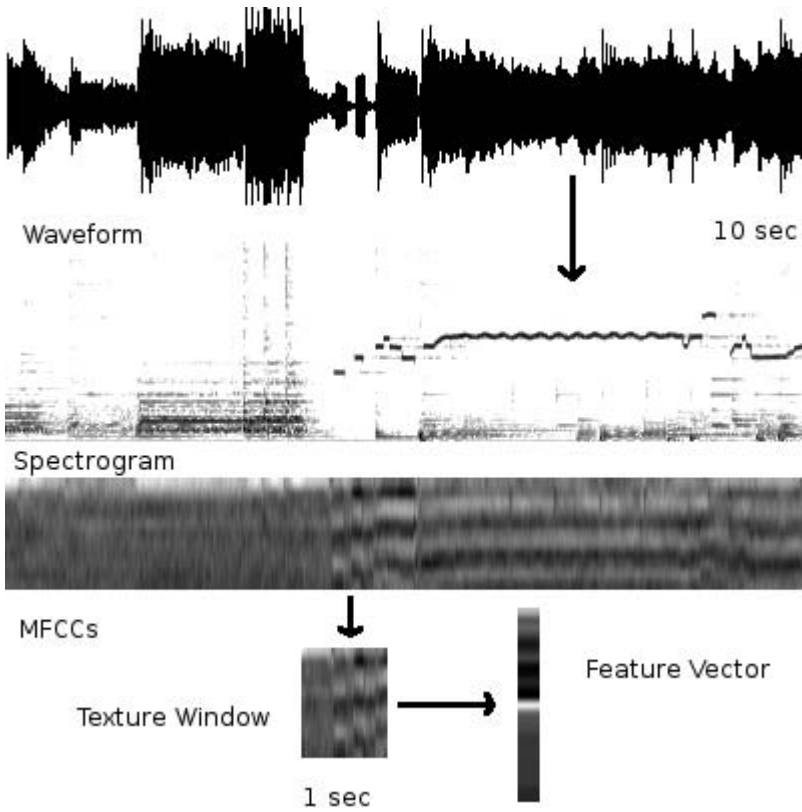 Waveform
10 sec
Spectrogram
MFCCs
Feature Vector
Texture Window
1 sec